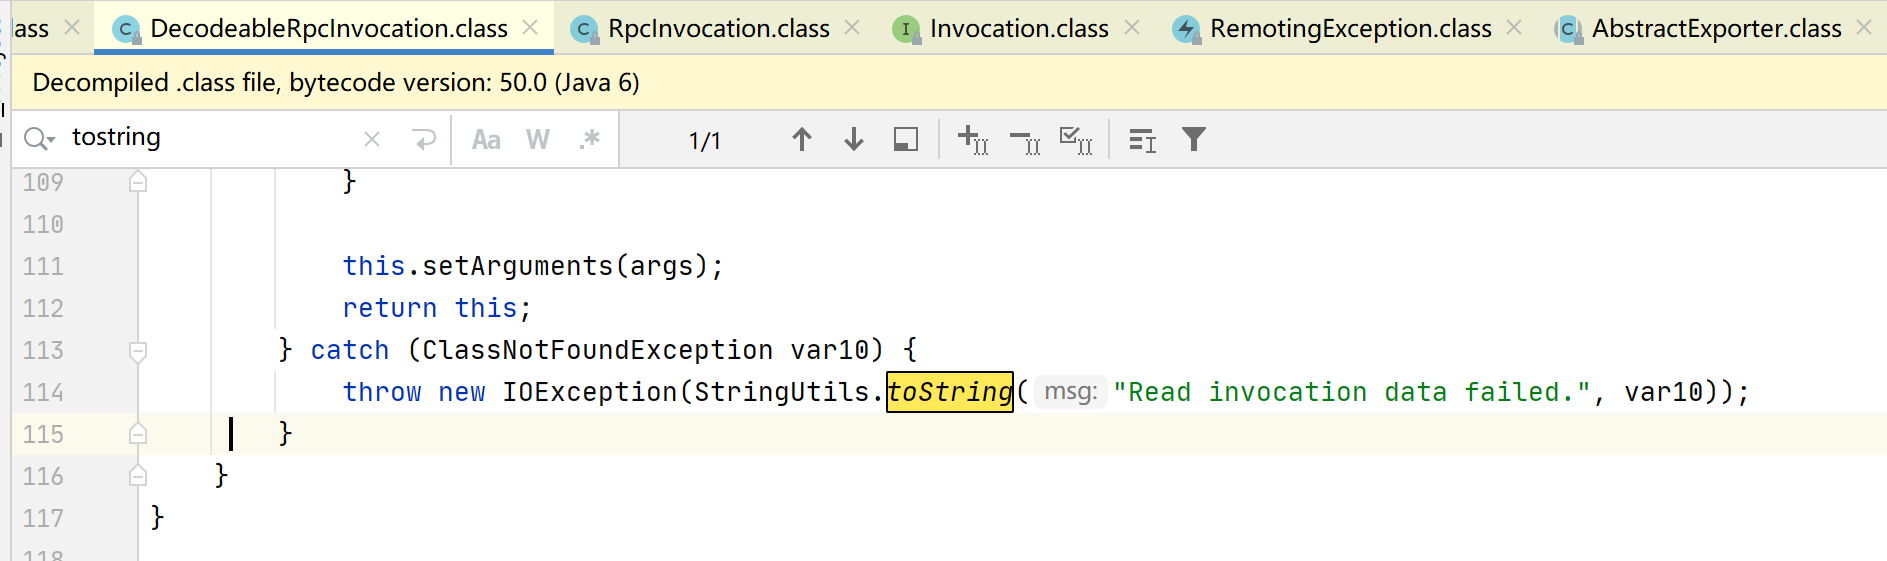 lass DecodeableRpcInvocation.class RpcInvocation.class Invocation.class RemotingException.class AbstractExporter.class
Decompiled .class file, bytecode version: 50.0 (Java 6)
tostring Aa W .* 1/1
109 }
110
111 this.setArguments(args);
112 return this;
113 } catch (ClassNotFoundException var10) {
114 throw new IOException(StringUtils.toString( msg: "Read invocation data failed.", var10));
115 }
116 }
117 }
118